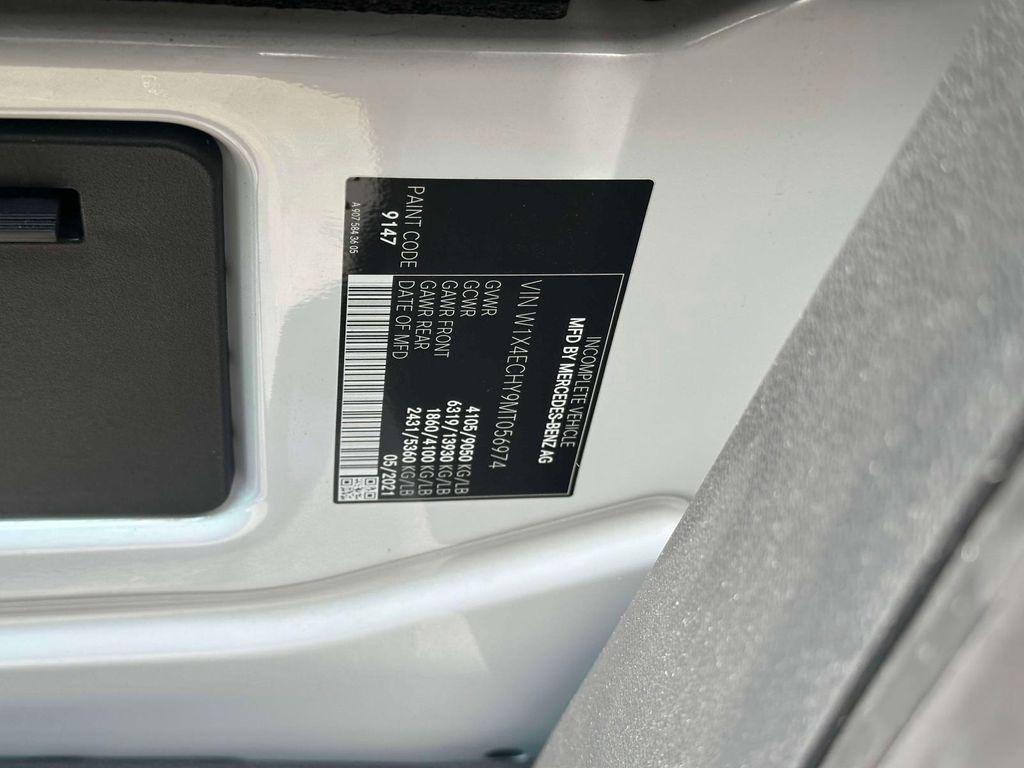 INCOMPLETE VEHICLE
MFD BY MERCEDES-BENZ AG
VIN W1X4ECHY9MT056974
GVWR 4105/9050 KG/LB
GCWR 6319/13930 KG/LB
GAWR FRONT 1860/4100 KG/LB
GAWR REAR 2431/5360 KG/LB
DATE OF MFD 05/2021
PAINT CODE
9147
A 907 584 36 05